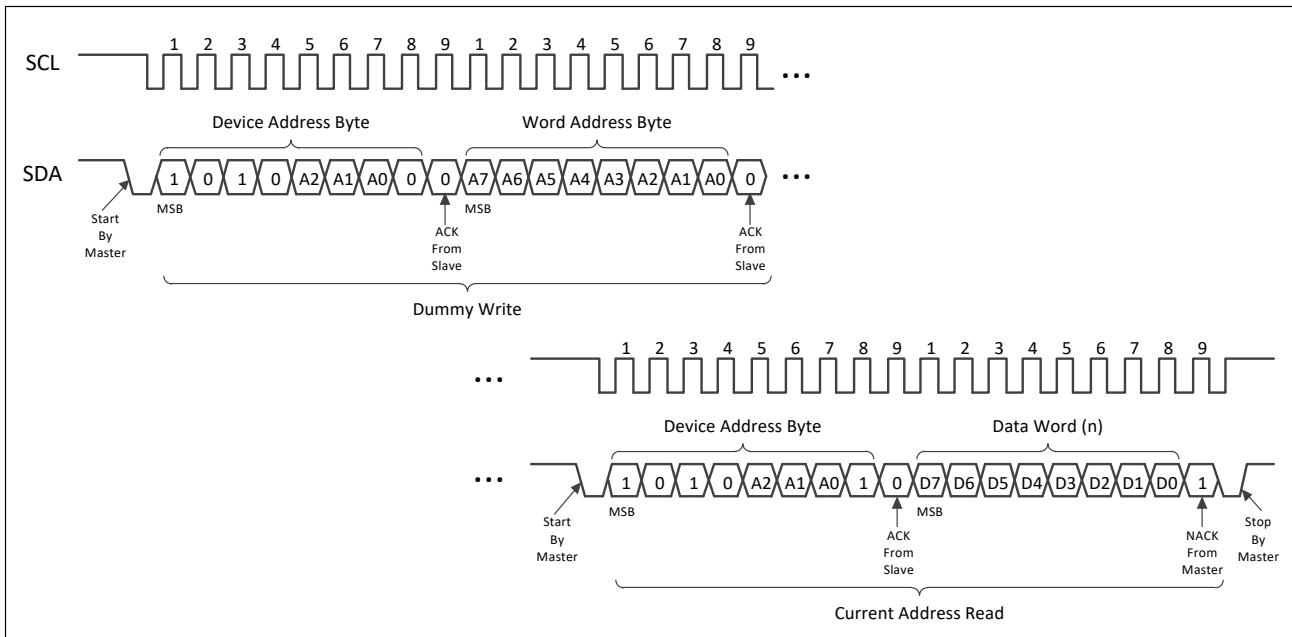 1 2 3 4 5 6 7 8 9 1 2 3 4 5 6 7 8 9
SCL
...
Device Address Byte Word Address Byte
SDA 1 0 1 0 A2 A1 A0 0 0 A7 A6 A5 A4 A3 A2 A1 A0 0 ...
MSB MSB
Start
By
Master
ACK
From
Slave
ACK
From
Slave
Dummy Write
1 2 3 4 5 6 7 8 9 1 2 3 4 5 6 7 8 9
...
Device Address Byte Data Word (n)
... 1 0 1 0 A2 A1 A0 1 0 D7 D6 D5 D4 D3 D2 D1 D0 1
MSB MSB
Start
By
Master
ACK
From
Slave
NACK
From
Master
Stop
By
Master
Current Address Read